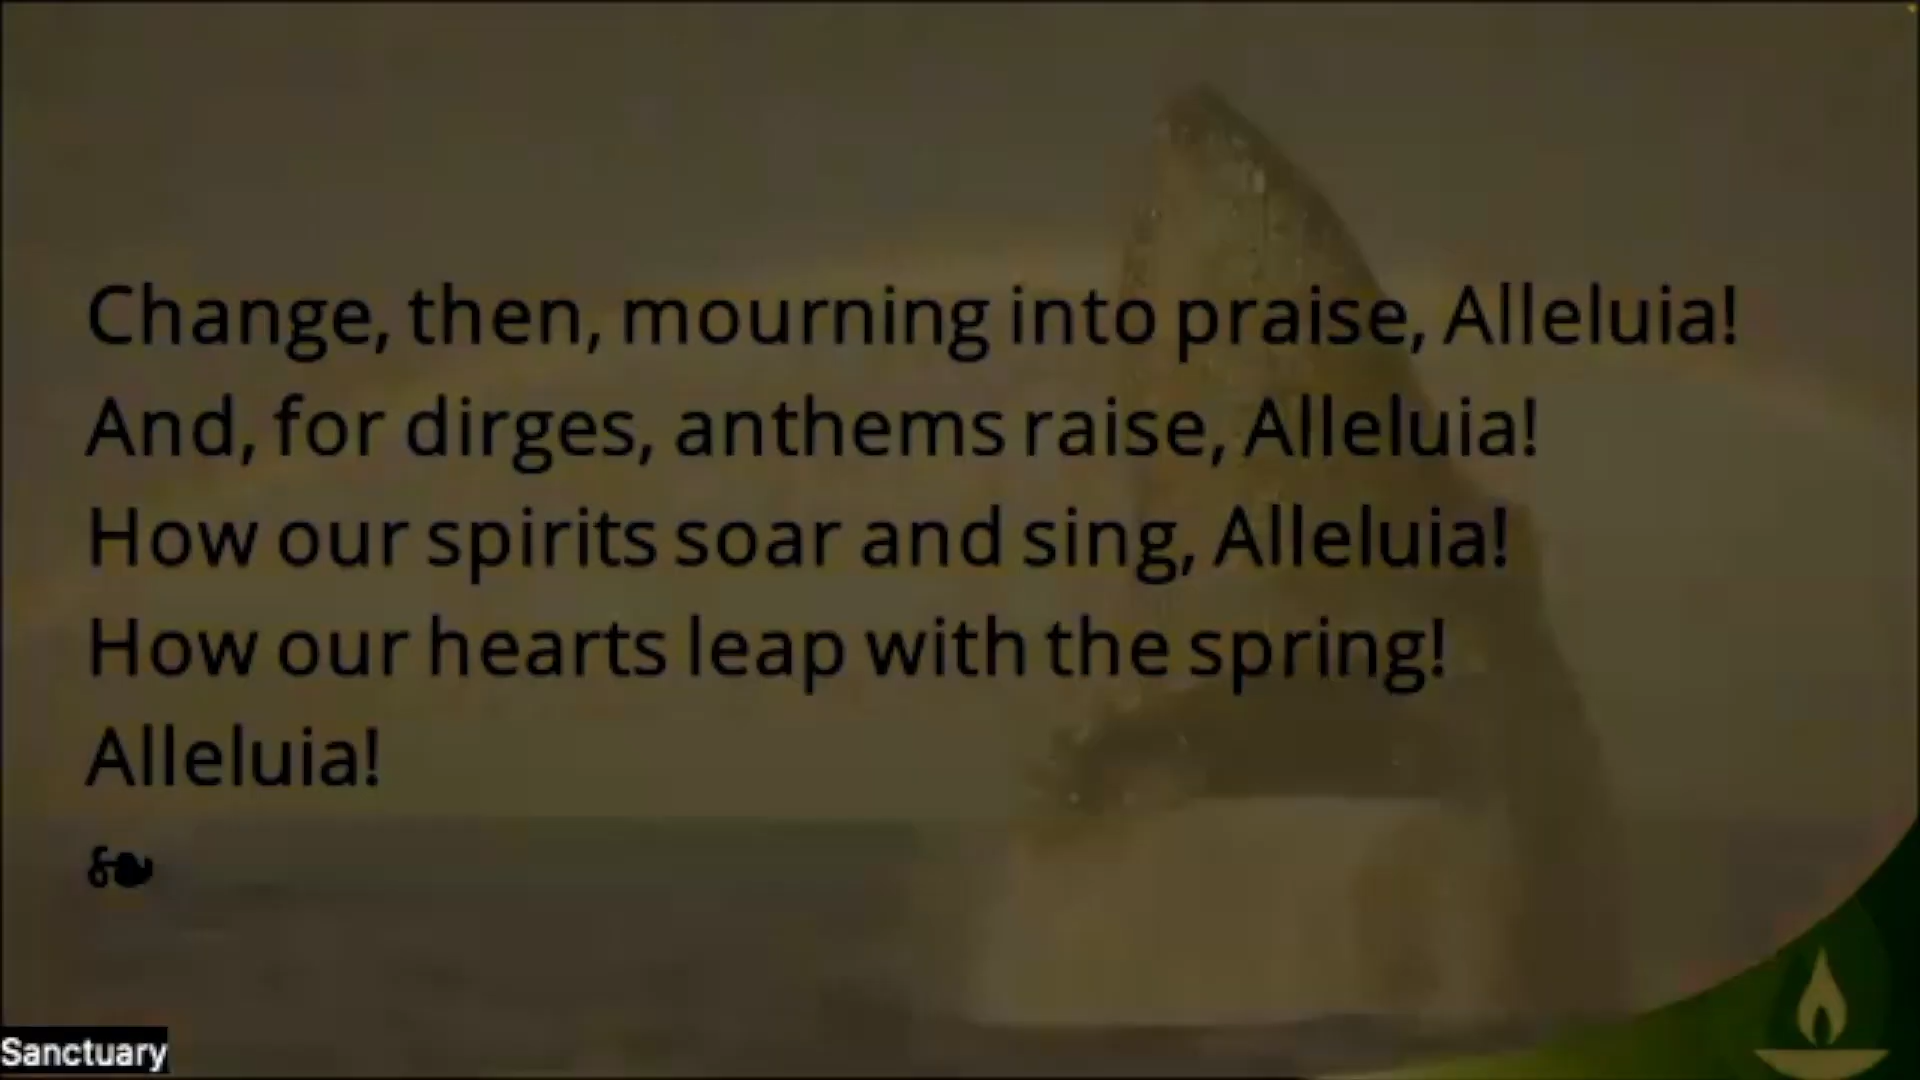 Change, then, mourning into praise, Alleluia!
And, for dirges, anthems raise, Alleluia!
How our spirits soar and sing, Alleluia!
How our hearts leap with the spring!
Alleluia!
❧
Sanctuary